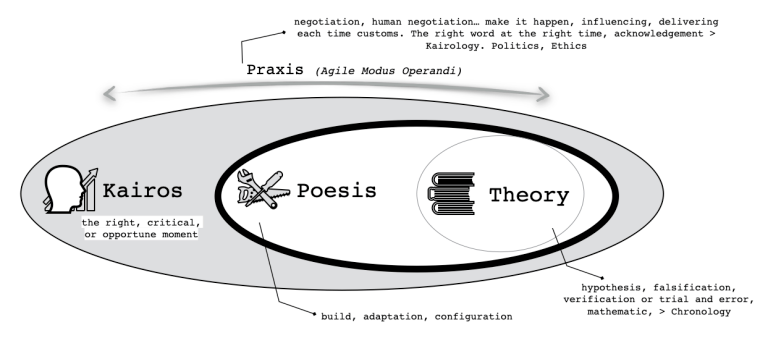 negotiation, human negotiation… make it happen, influencing, delivering
each time customs. The right word at the right time, acknowledgement >
Kairology. Politics, Ethics
Praxis (Agile Modus Operandi)
Kairos
the right, critical,
or opportune moment
Poesis
Theory
hypothesis, falsification,
verification or trial and error,
mathematic, > Chronology
build, adaptation, configuration